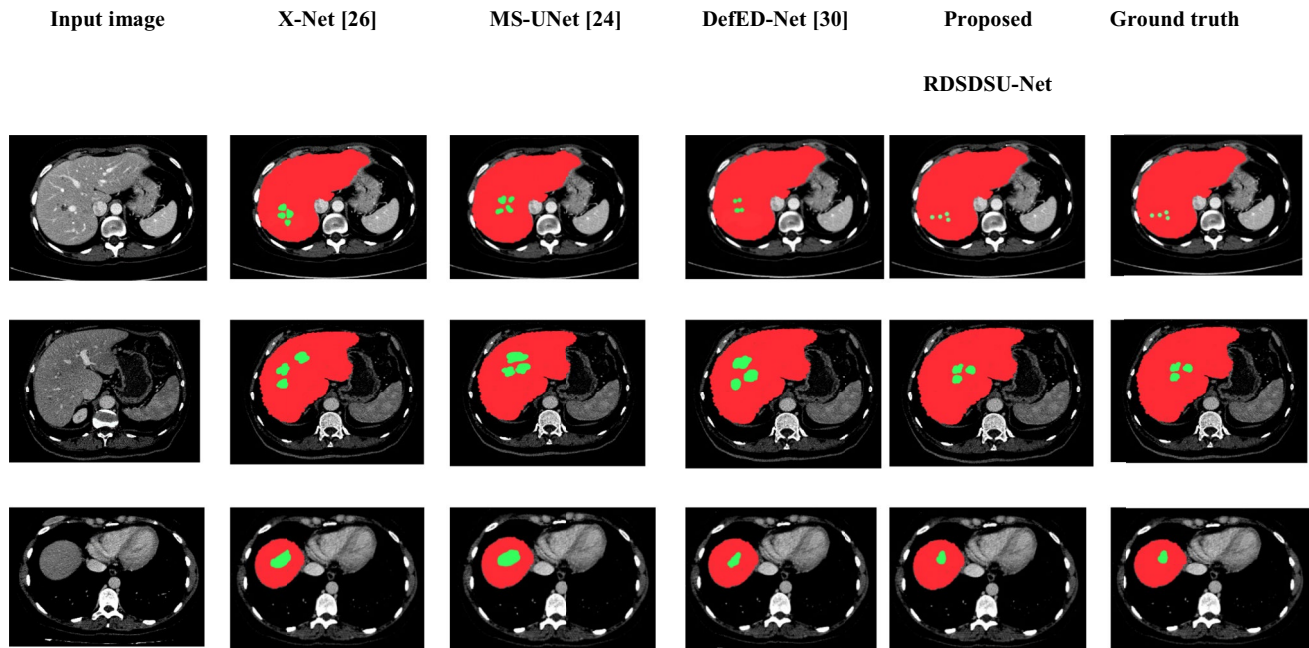 Input image
X-Net [26]
MS-UNet [24]
DefED-Net [30]
Proposed
RDSDSU-Net
Ground truth